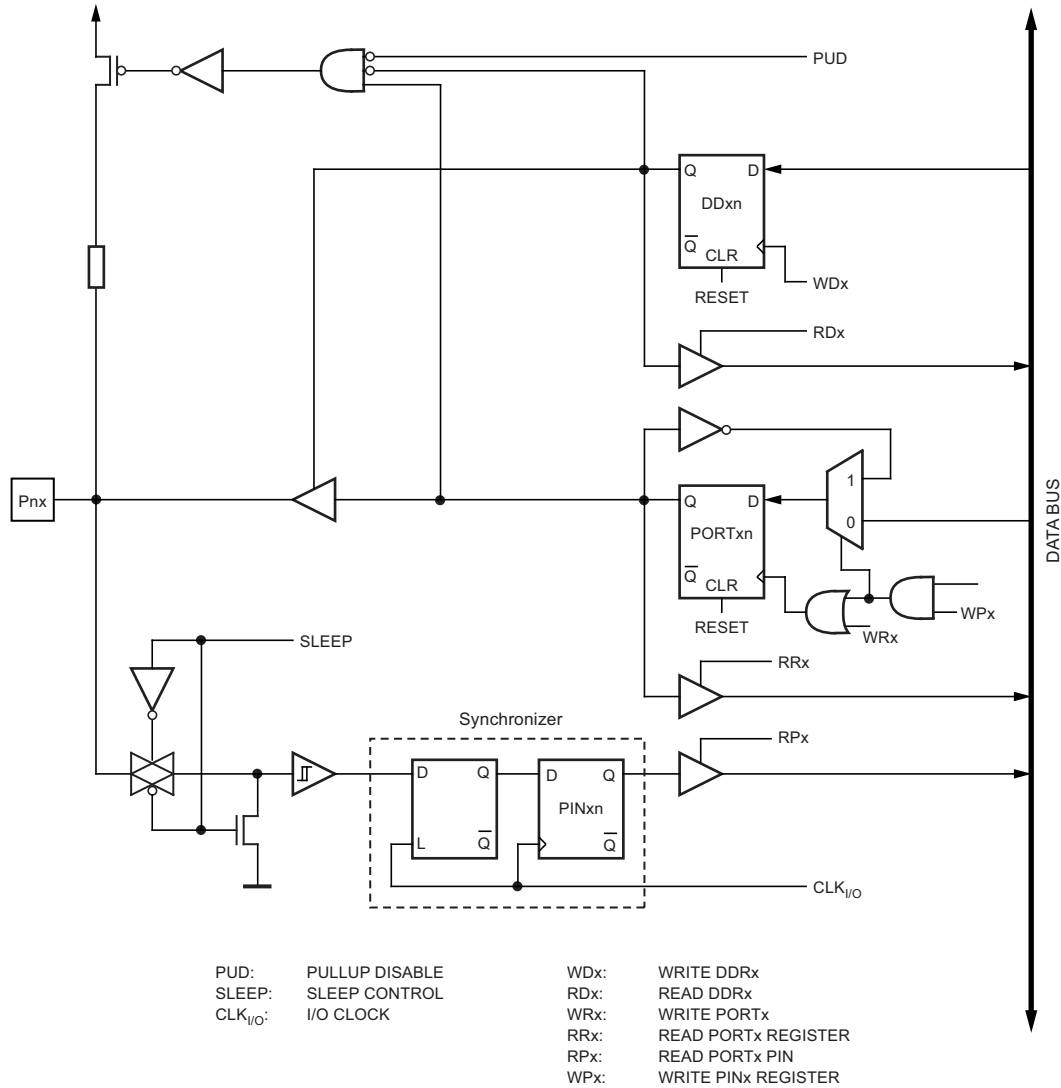 PUD
Q D
DDxn
Q
CLR
RESET
WDx
RDx
Pnx
1
0
Q D
PORTxn
Q
CLR
RESET
WPx
WRx
SLEEP
RRx
Synchronizer
RPx
D Q
L Q
D Q
PINxn
Q
CLKI/O
DATA BUS
PUD: PULLUP DISABLE
SLEEP: SLEEP CONTROL
CLKI/O: I/O CLOCK
WDx: WRITE DDRx
RDx: READ DDRx
WRx: WRITE PORTx
RRx: READ PORTx REGISTER
RPx: READ PORTx PIN
WPx: WRITE PINx REGISTER